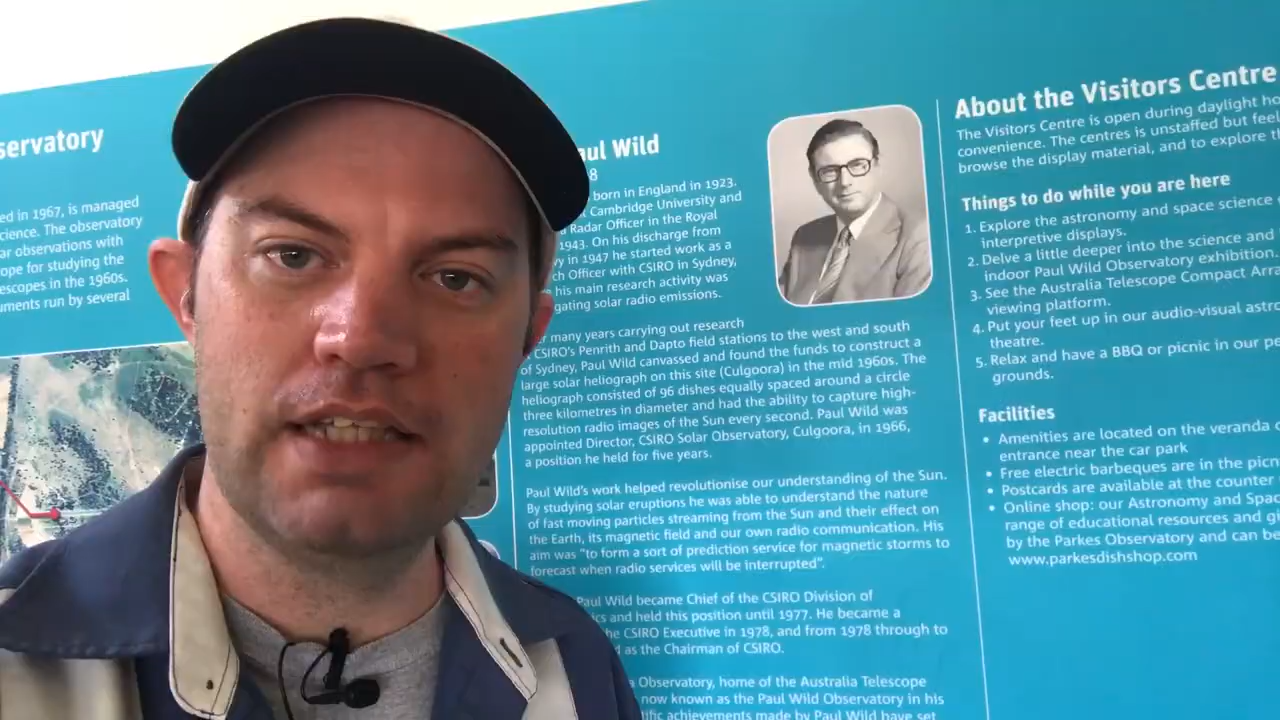 servatory
ed in 1967, is managed
cience. The observatory
ar observations with
ope for studying the
escopes in the 1960s.
uments run by several
aul Wild
8
born in England in 1923.
Cambridge University and
Radar Officer in the Royal
1943. On his discharge from
y in 1947 he started work as a
ch Officer with CSIRO in Sydney,
his main research activity was
gating solar radio emissions.
many years carrying out research
CSIRO's Penrith and Dapto field stations to the west and south
of Sydney, Paul Wild canvassed and found the funds to construct a
large solar heliograph on this site (Culgoora) in the mid 1960s. The
heliograph consisted of 96 dishes equally spaced around a circle
three kilometres in diameter and had the ability to capture high-
resolution radio images of the Sun every second. Paul Wild was
appointed Director, CSIRO Solar Observatory, Culgoora, in 1966,
a position he held for five years.
Paul Wild's work helped revolutionise our understanding of the Sun.
By studying solar eruptions he was able to understand the nature
of fast moving particles streaming from the Sun and their effect on
the Earth, its magnetic field and our own radio communication. His
aim was "to form a sort of prediction service for magnetic storms to
forecast when radio services will be interrupted".
Paul Wild became Chief of the CSIRO Division of
ics and held this position until 1977. He became a
he CSIRO Executive in 1978, and from 1978 through to
d as the Chairman of CSIRO.
a Observatory, home of the Australia Telescope
now known as the Paul Wild Observatory in his
tific achievements made by Paul Wild have set
About the Visitors Centre
The Visitors Centre is open during daylight ho
convenience. The centres is unstaffed but feel
browse the display material, and to explore t
Things to do while you are here
1. Explore the astronomy and space science
interpretive displays.
2. Delve a little deeper into the science and
indoor Paul Wild Observatory exhibition.
3. See the Australia Telescope Compact Arra
viewing platform.
4. Put your feet up in our audio-visual astro
theatre.
5. Relax and have a BBQ or picnic in our pe
grounds.
Facilities
• Amenities are located on the veranda
entrance near the car park
• Free electric barbeques are in the picn
• Postcards are available at the counter
• Online shop: our Astronomy and Spac
range of educational resources and gi
by the Parkes Observatory and can be
www.parkesdishshop.com